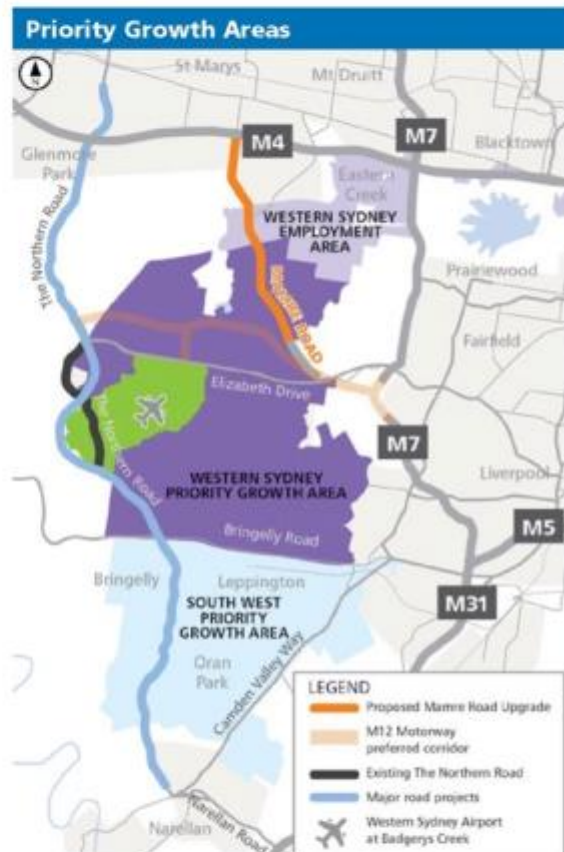 Priority Growth Areas
N
St Marys
Mt Druitt
M7
M4
Blacktown
Glenmore
Park
Eastern
Creek
WESTERN SYDNEY
EMPLOYMENT
AREA
The Northern Road
Prairiewood
MAMRE ROAD
Fairfield
Elizabeth Drive
The Northern Road
M7
WESTERN SYDNEY
PRIORITY GROWTH AREA
Liverpool
M5
Bringelly Road
Bringelly
Leppington
M31
SOUTH WEST
PRIORITY
GROWTH AREA
Oran
Park
Camden Valley Way
LEGEND
Proposed Mamre Road Upgrade
M12 Motorway
preferred corridor
Existing The Northern Road
Major road projects
Western Sydney Airport
at Badgerys Creek
Narellan Road
Narellan